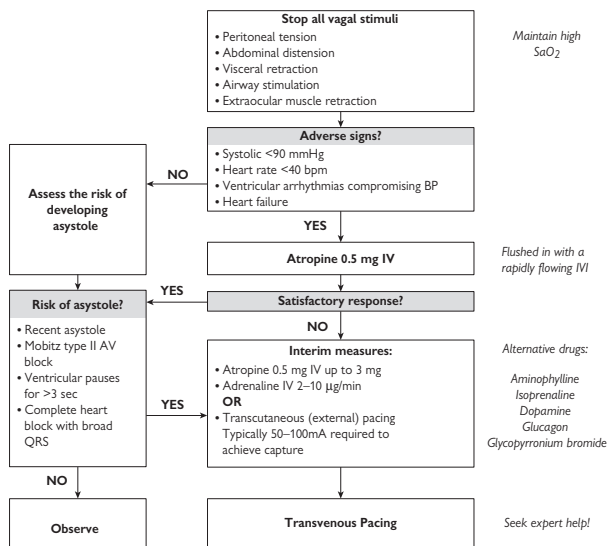 Stop all vagal stimuli
• Peritoneal tension
• Abdominal distension
• Visceral retraction
• Airway stimulation
• Extraocular muscle retraction
Maintain high
SaO2
Adverse signs?
• Systolic <90 mmHg
• Heart rate <40 bpm
• Ventricular arrhythmias compromising BP
• Heart failure
NO
Assess the risk of
developing
asystole
YES
Atropine 0.5 mg IV
Flushed in with a
rapidly flowing IVI
Risk of asystole?
• Recent asystole
• Mobitz type II AV
block
• Ventricular pauses
for >3 sec
• Complete heart
block with broad
QRS
YES
Satisfactory response?
NO
Interim measures:
• Atropine 0.5 mg IV up to 3 mg
• Adrenaline IV 2–10 μg/min
OR
• Transcutaneous (external) pacing
Typically 50–100mA required to
achieve capture
YES
Alternative drugs:
Aminophylline
Isoprenaline
Dopamine
Glucagon
Glycopyrronium bromide
NO
Observe
Transvenous Pacing
Seek expert help!